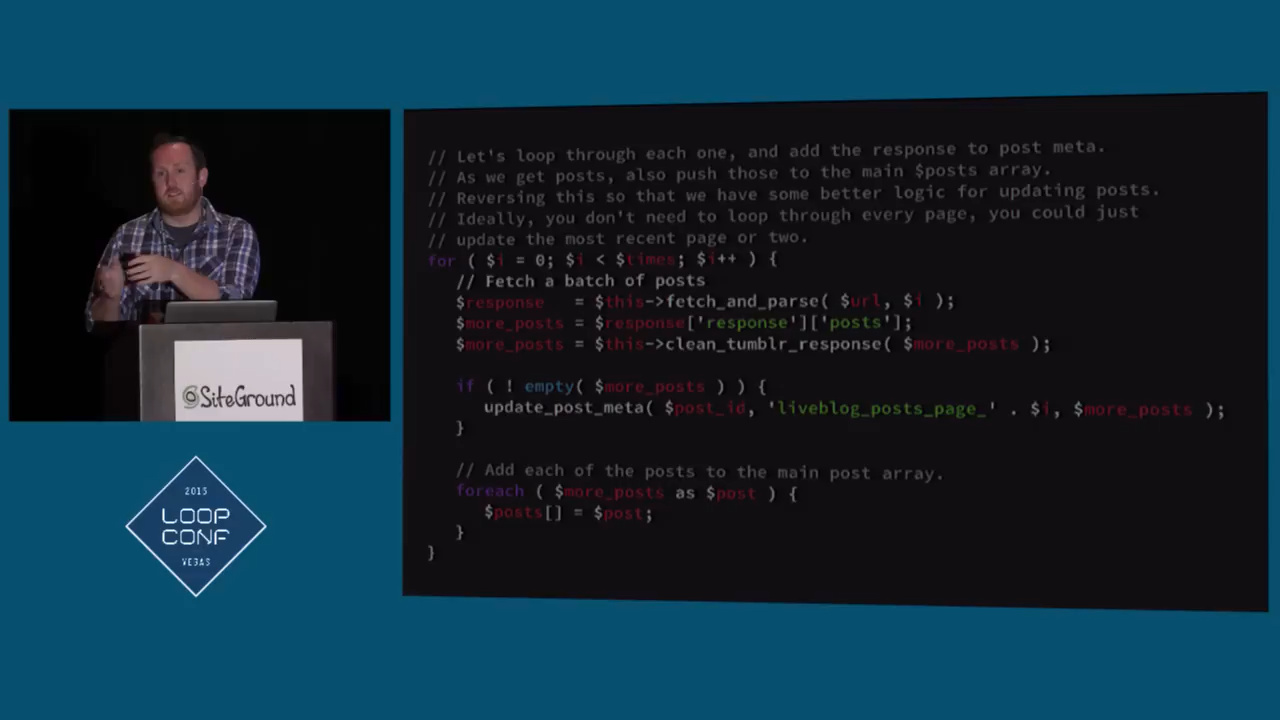 // Let's loop through each one, and add the response to post meta.
// As we get posts, also push those to the main $posts array.
// Reversing this so that we have some better logic for updating posts.
// Ideally, you don't need to loop through every page, you could just
// update the most recent page or two.
for ( $i = 0; $i < $times; $i++ ) {
// Fetch a batch of posts
$response = $this->fetch_and_parse( $url, $i );
$more_posts = $response['response']['posts'];
$more_posts = $this->clean_tumblr_response( $more_posts );
if ( ! empty( $more_posts ) ) {
update_post_meta( $post_id, 'liveblog_posts_page_' . $i, $more_posts );
}
// Add each of the posts to the main post array.
foreach ( $more_posts as $post ) {
$posts[] = $post;
}
}
SiteGround
2015
LOOP
CONF
VEGAS